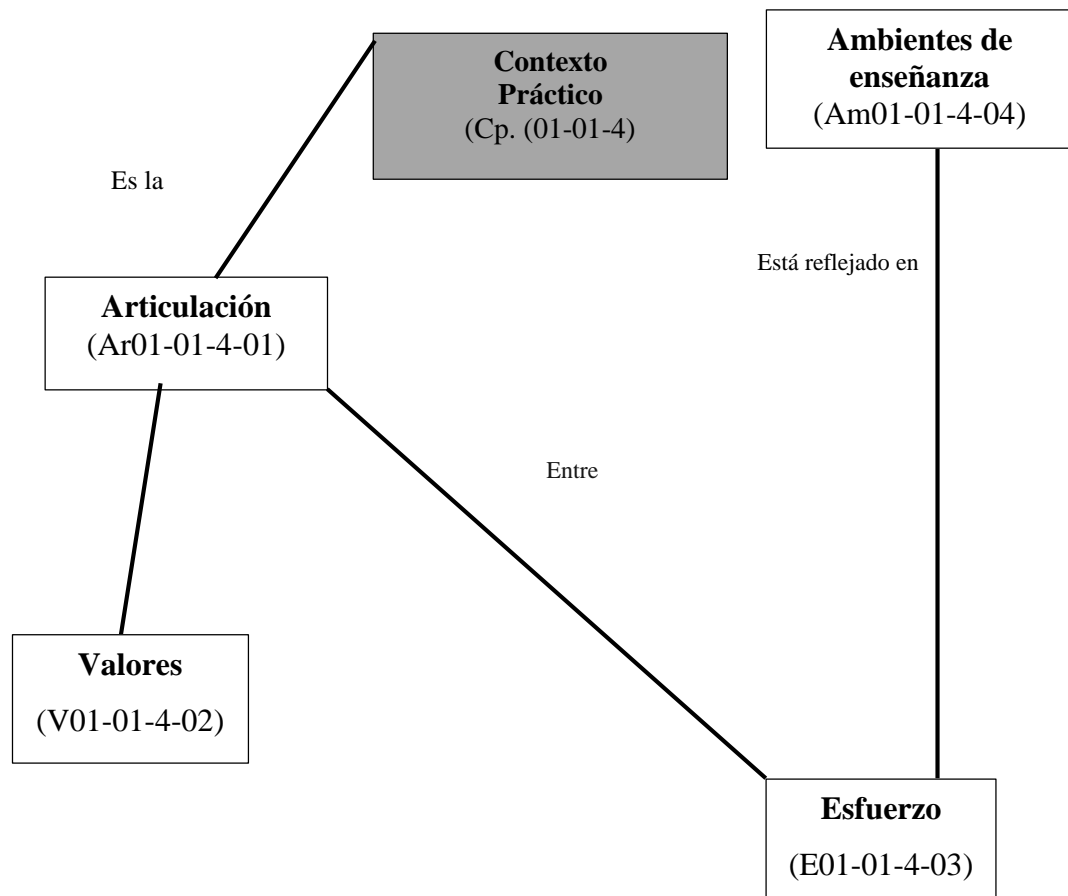 Contexto
Práctico
(Cp. (01-01-4)
Ambientes de
enseñanza
(Am01-01-4-04)
Es la
Está reflejado en
Articulación
(Ar01-01-4-01)
Entre
Valores
(V01-01-4-02)
Esfuerzo
(E01-01-4-03)